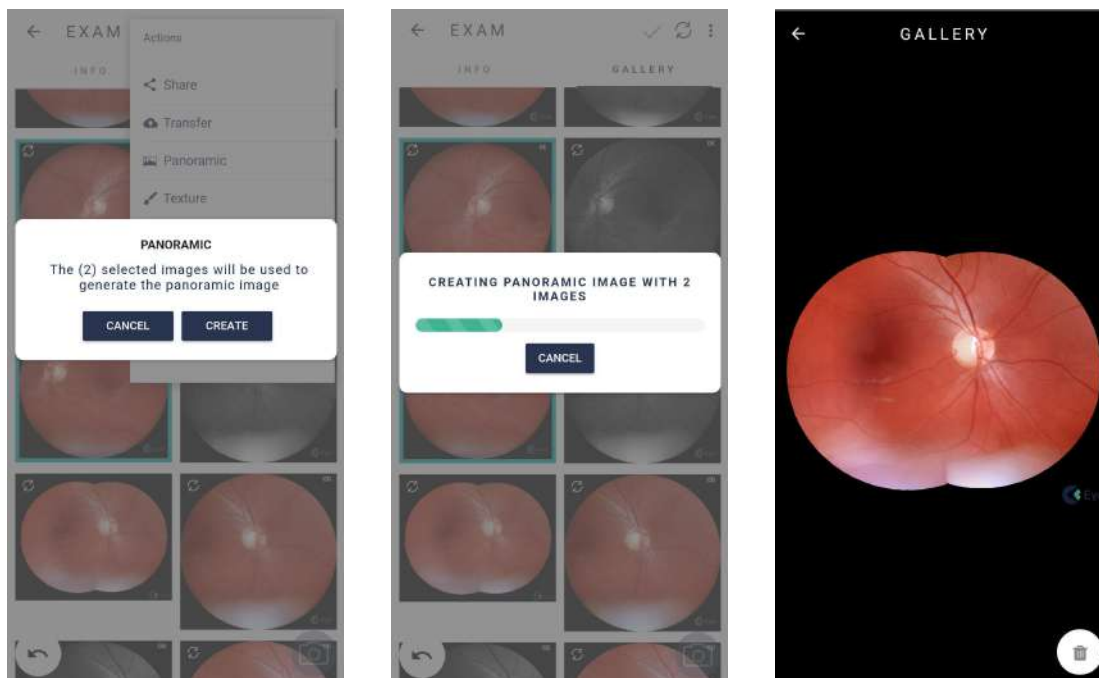 EXAM
Actions
INFO
Share
Transfer
Panoramic
Texture
PANORAMIC
The (2) selected images will be used to
generate the panoramic image
CANCEL
CREATE
EXAM
INFO
GALLERY
CREATING PANORAMIC IMAGE WITH 2
IMAGES
CANCEL
GALLERY